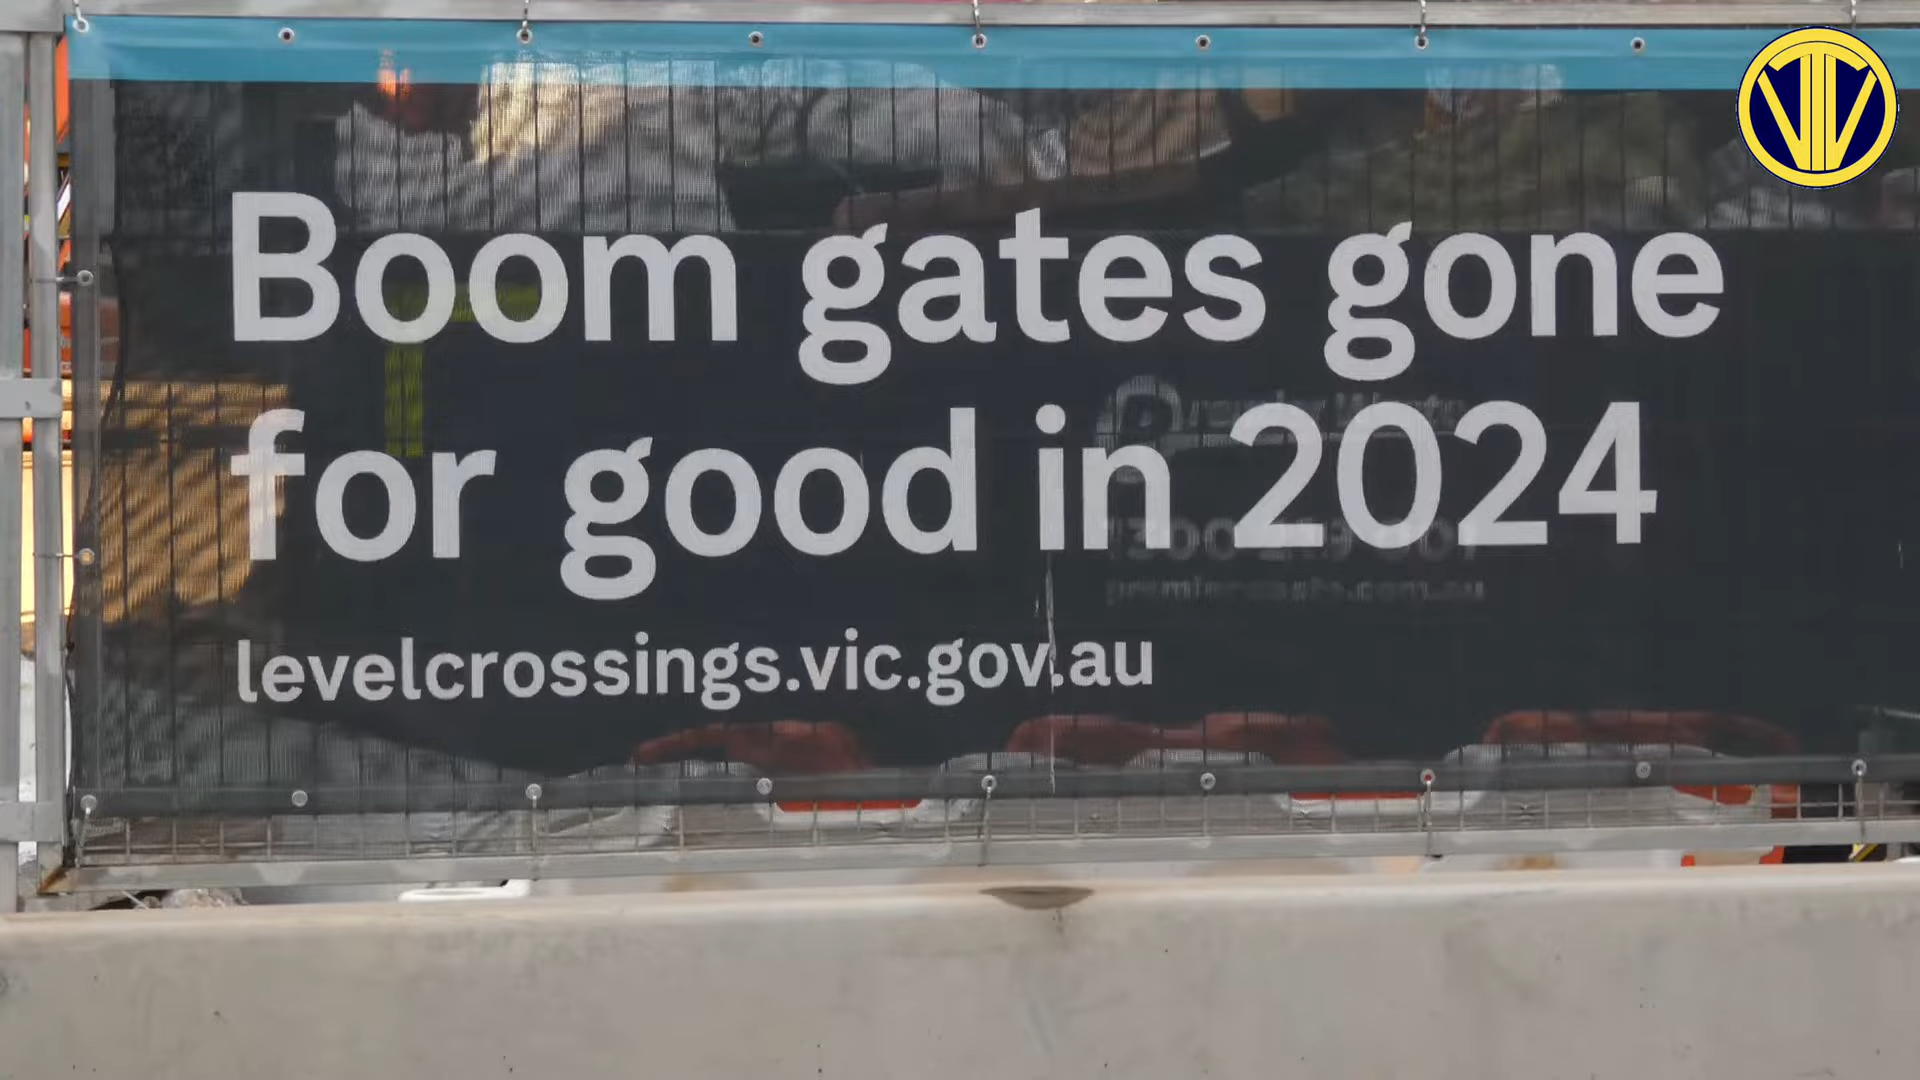 Boom gates gone
for good in 2024
levelcrossings.vic.gov.au